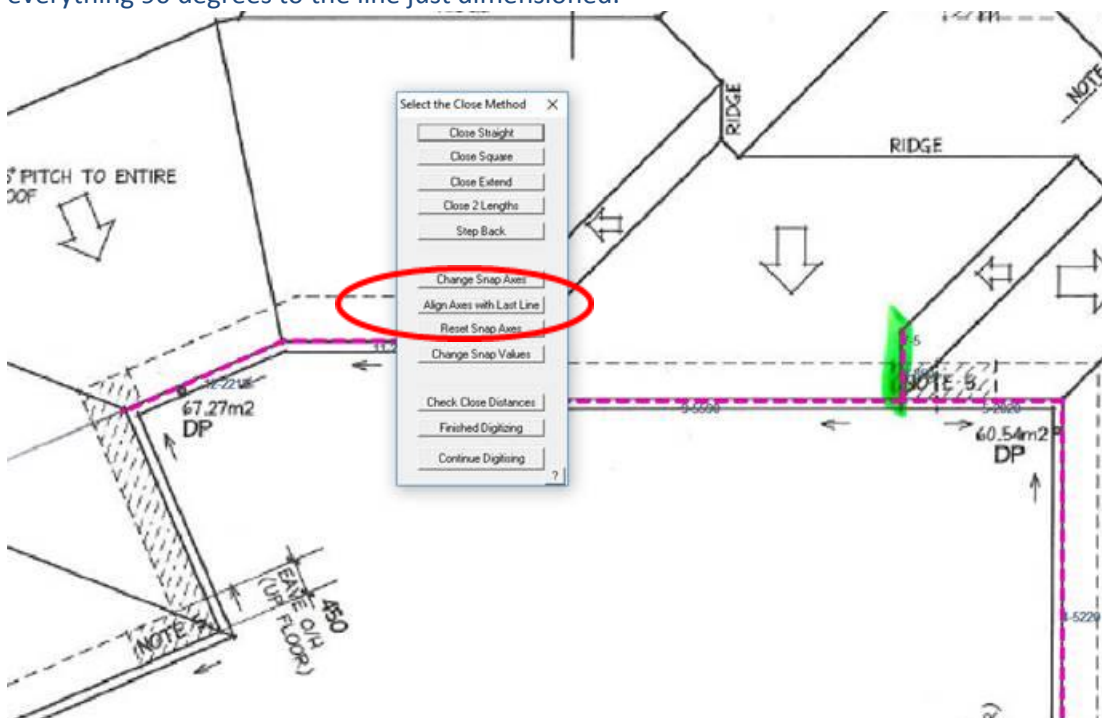 everything 90 degrees to the line just dimensioned.
RIDGE
NOTE
RIDGE
PITCH TO ENTIRE
Select the Close Method
Close Straight
Close Square
Close Extend
Close 2 Lengths
Step Back
Change Snap Axes
Align Axes with Last Line
Reset Snap Axes
Change Snap Values
Check Close Distances
Finished Digitizing
Continue Digitising
?
67.27m2
DP
NOTE
60.54m2
DP
EAVE O/H
(UP FLOOR)
450
NOTE